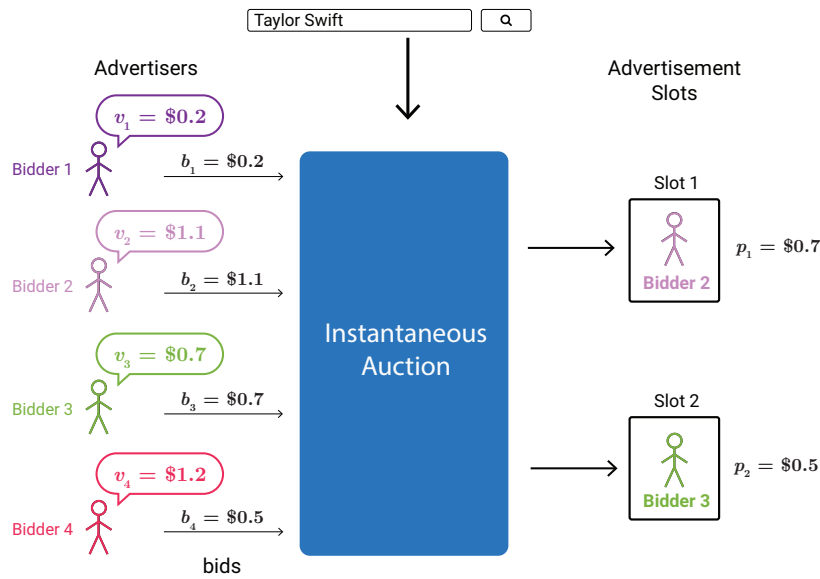 Taylor Swift
Advertisers
Advertisement
Slots
v₁ = $0.2
Bidder 1
b₁ = $0.2
v₂ = $1.1
Bidder 2
b₂ = $1.1
v₃ = $0.7
Bidder 3
b₃ = $0.7
v₄ = $1.2
Bidder 4
b₄ = $0.5
bids
Instantaneous
Auction
Slot 1
Bidder 2
p₁ = $0.7
Slot 2
Bidder 3
p₂ = $0.5